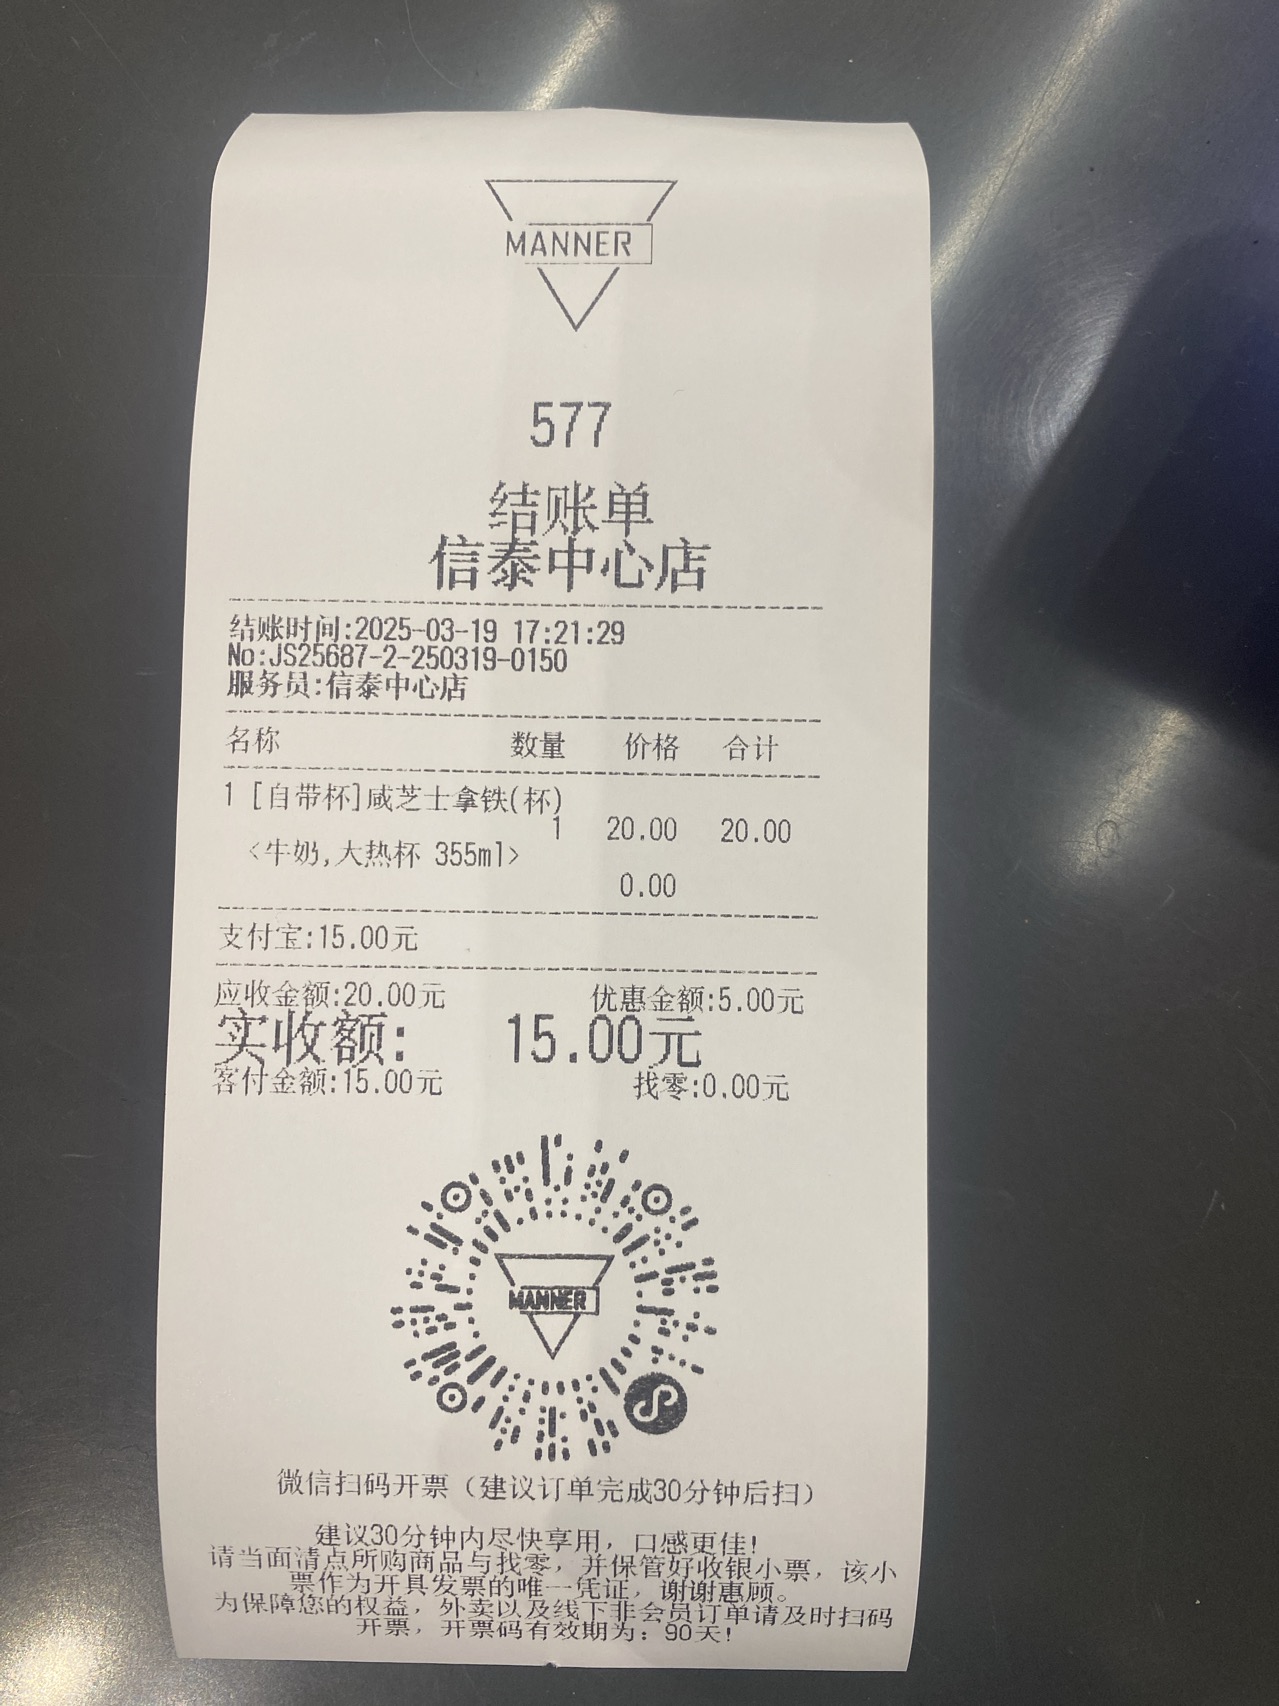 MANNER
577
结账单
信泰中心店
结账时间:2025-03-19 17:21:29
No:JS25687-2-250319-0150
服务员:信泰中心店
名称 数量 价格 合计
1 [自带杯]咸芝士拿铁(杯)
1 20.00 20.00
<牛奶,大热杯 355ml>
0.00
支付宝:15.00元
应收金额:20.00元 优惠金额:5.00元
实收额: 15.00元
客付金额:15.00元 找零:0.00元
MANNER
微信扫码开票（建议订单完成30分钟后扫）
建议30分钟内尽快享用，口感更佳!
请当面清点所购商品与找零，并保管好收银小票，该小
票作为开具发票的唯一凭证，谢谢惠顾。
为保障您的权益，外卖以及线下非会员订单请及时扫码
开票，开票码有效期为：90天!